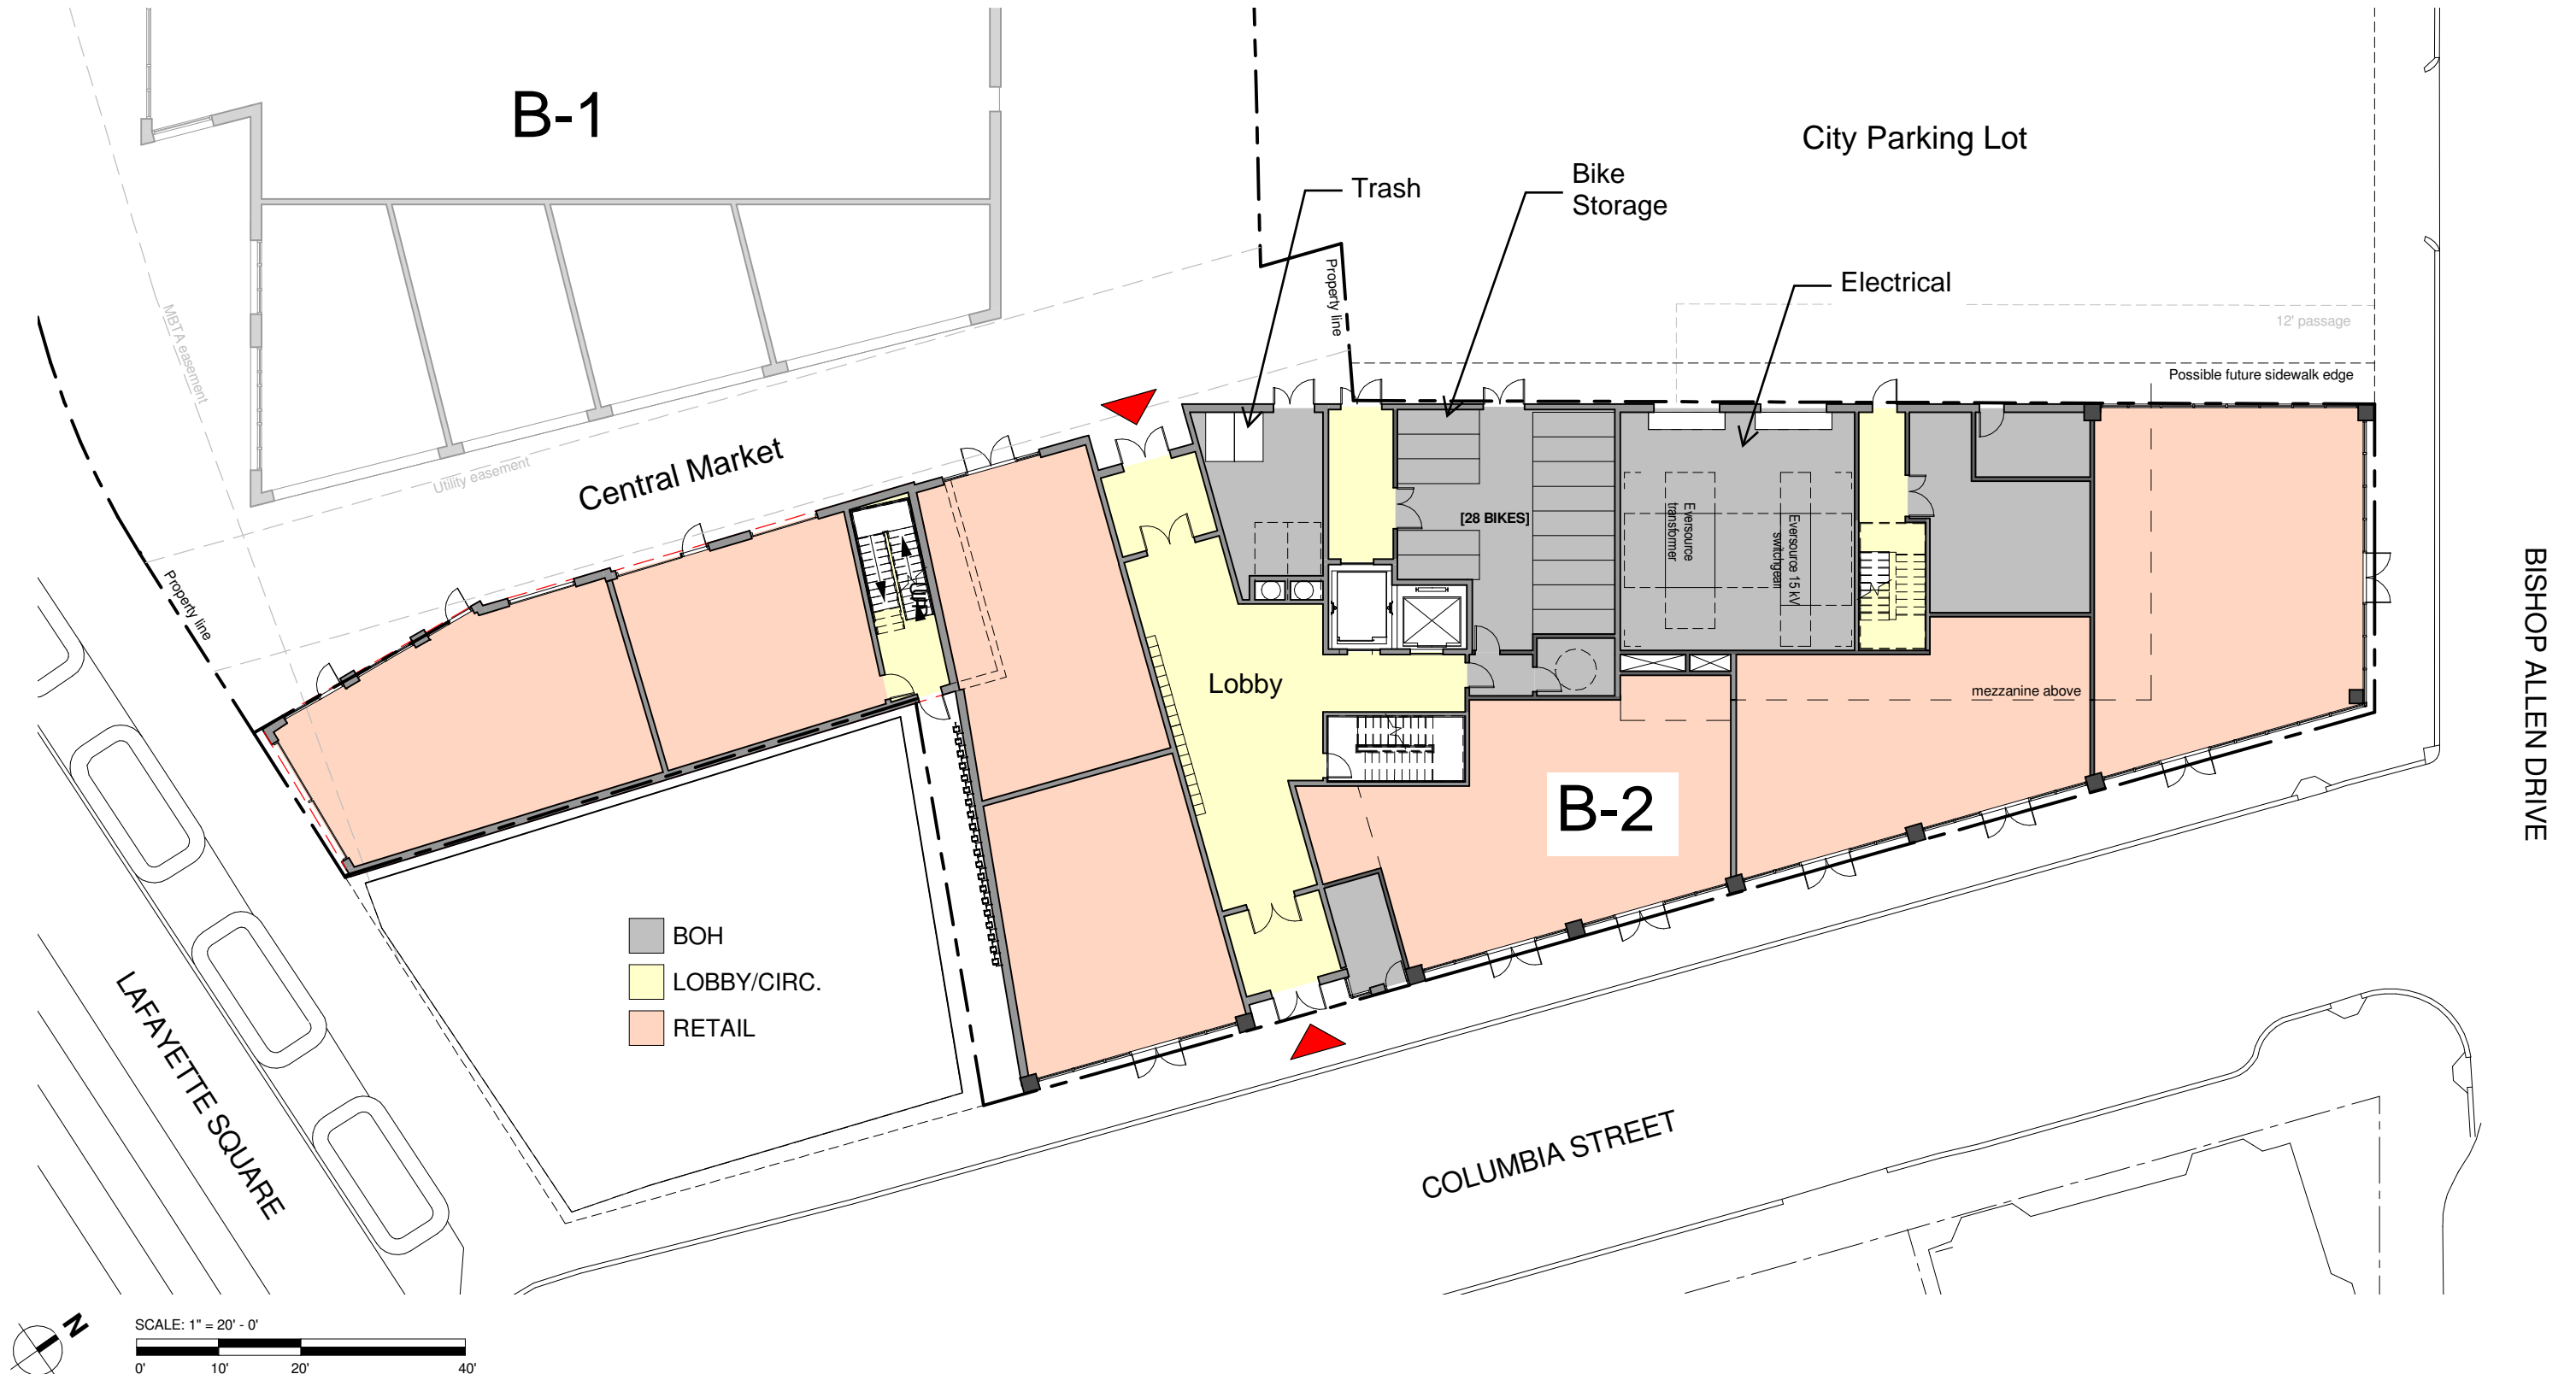 B-1
City Parking Lot
Trash
Bike
Storage
Electrical
Property line
MBTA easement
12' passage
Possible future sidewalk edge
Central Market
Utility easement
[28 BIKES]
Eversource
transformer
Eversource 15 kV
switchgear
UP
Property line
Lobby
mezzanine above
B-2
BISHOP ALLEN DRIVE
BOH
LOBBY/CIRC.
RETAIL
LAFAYETTE SQUARE
COLUMBIA STREET
N
SCALE: 1" = 20' - 0'
0'
10'
20'
40'